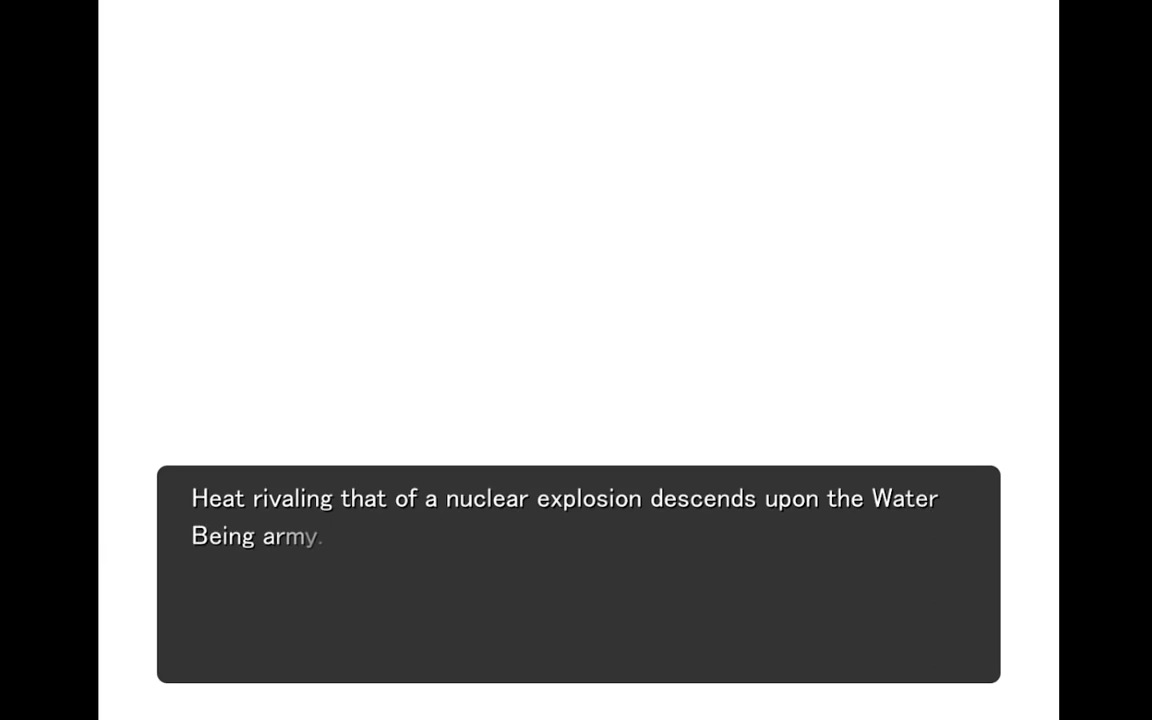 Heat rivaling that of a nuclear explosion descends upon the Water
Being army.